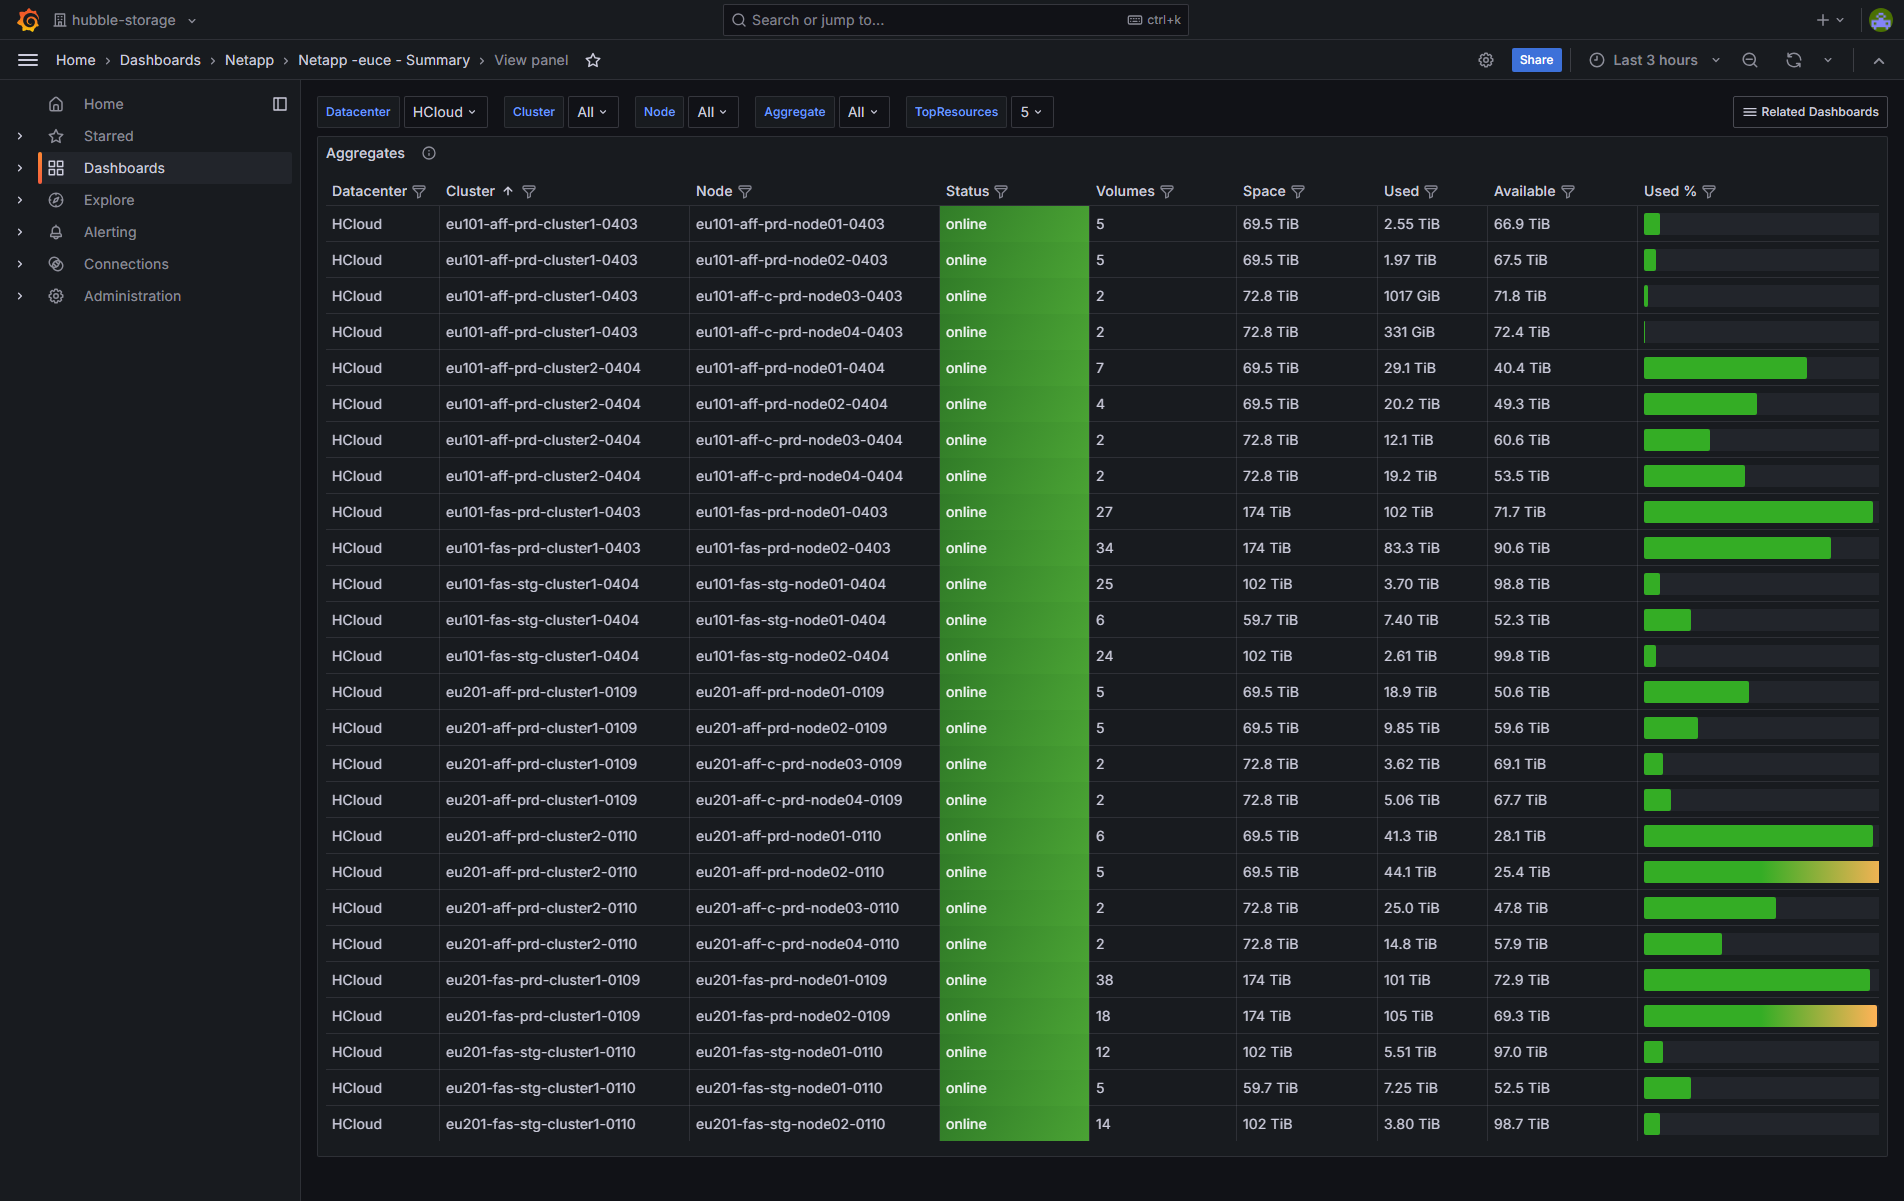 hubble-storage
Search or jump to...
ctrl+k
Home › Dashboards › Netapp › Netapp -euce - Summary › View panel
Share
Last 3 hours
Home
Starred
Dashboards
Explore
Alerting
Connections
Administration
Datacenter HCloud Cluster All Node All Aggregate All TopResources 5 Related Dashboards
Aggregates
Datacenter Cluster Node Status Volumes Space Used Available Used %
HCloud eu101-aff-prd-cluster1-0403 eu101-aff-prd-node01-0403 online 5 69.5 TiB 2.55 TiB 66.9 TiB
HCloud eu101-aff-prd-cluster1-0403 eu101-aff-prd-node02-0403 online 5 69.5 TiB 1.97 TiB 67.5 TiB
HCloud eu101-aff-prd-cluster1-0403 eu101-aff-c-prd-node03-0403 online 2 72.8 TiB 1017 GiB 71.8 TiB
HCloud eu101-aff-prd-cluster1-0403 eu101-aff-c-prd-node04-0403 online 2 72.8 TiB 331 GiB 72.4 TiB
HCloud eu101-aff-prd-cluster2-0404 eu101-aff-prd-node01-0404 online 7 69.5 TiB 29.1 TiB 40.4 TiB
HCloud eu101-aff-prd-cluster2-0404 eu101-aff-prd-node02-0404 online 4 69.5 TiB 20.2 TiB 49.3 TiB
HCloud eu101-aff-prd-cluster2-0404 eu101-aff-c-prd-node03-0404 online 2 72.8 TiB 12.1 TiB 60.6 TiB
HCloud eu101-aff-prd-cluster2-0404 eu101-aff-c-prd-node04-0404 online 2 72.8 TiB 19.2 TiB 53.5 TiB
HCloud eu101-fas-prd-cluster1-0403 eu101-fas-prd-node01-0403 online 27 174 TiB 102 TiB 71.7 TiB
HCloud eu101-fas-prd-cluster1-0403 eu101-fas-prd-node02-0403 online 34 174 TiB 83.3 TiB 90.6 TiB
HCloud eu101-fas-stg-cluster1-0404 eu101-fas-stg-node01-0404 online 25 102 TiB 3.70 TiB 98.8 TiB
HCloud eu101-fas-stg-cluster1-0404 eu101-fas-stg-node01-0404 online 6 59.7 TiB 7.40 TiB 52.3 TiB
HCloud eu101-fas-stg-cluster1-0404 eu101-fas-stg-node02-0404 online 24 102 TiB 2.61 TiB 99.8 TiB
HCloud eu201-aff-prd-cluster1-0109 eu201-aff-prd-node01-0109 online 5 69.5 TiB 18.9 TiB 50.6 TiB
HCloud eu201-aff-prd-cluster1-0109 eu201-aff-prd-node02-0109 online 5 69.5 TiB 9.85 TiB 59.6 TiB
HCloud eu201-aff-prd-cluster1-0109 eu201-aff-c-prd-node03-0109 online 2 72.8 TiB 3.62 TiB 69.1 TiB
HCloud eu201-aff-prd-cluster1-0109 eu201-aff-c-prd-node04-0109 online 2 72.8 TiB 5.06 TiB 67.7 TiB
HCloud eu201-aff-prd-cluster2-0110 eu201-aff-prd-node01-0110 online 6 69.5 TiB 41.3 TiB 28.1 TiB
HCloud eu201-aff-prd-cluster2-0110 eu201-aff-prd-node02-0110 online 5 69.5 TiB 44.1 TiB 25.4 TiB
HCloud eu201-aff-prd-cluster2-0110 eu201-aff-c-prd-node03-0110 online 2 72.8 TiB 25.0 TiB 47.8 TiB
HCloud eu201-aff-prd-cluster2-0110 eu201-aff-c-prd-node04-0110 online 2 72.8 TiB 14.8 TiB 57.9 TiB
HCloud eu201-fas-prd-cluster1-0109 eu201-fas-prd-node01-0109 online 38 174 TiB 101 TiB 72.9 TiB
HCloud eu201-fas-prd-cluster1-0109 eu201-fas-prd-node02-0109 online 18 174 TiB 105 TiB 69.3 TiB
HCloud eu201-fas-stg-cluster1-0110 eu201-fas-stg-node01-0110 online 12 102 TiB 5.51 TiB 97.0 TiB
HCloud eu201-fas-stg-cluster1-0110 eu201-fas-stg-node01-0110 online 5 59.7 TiB 7.25 TiB 52.5 TiB
HCloud eu201-fas-stg-cluster1-0110 eu201-fas-stg-node02-0110 online 14 102 TiB 3.80 TiB 98.7 TiB